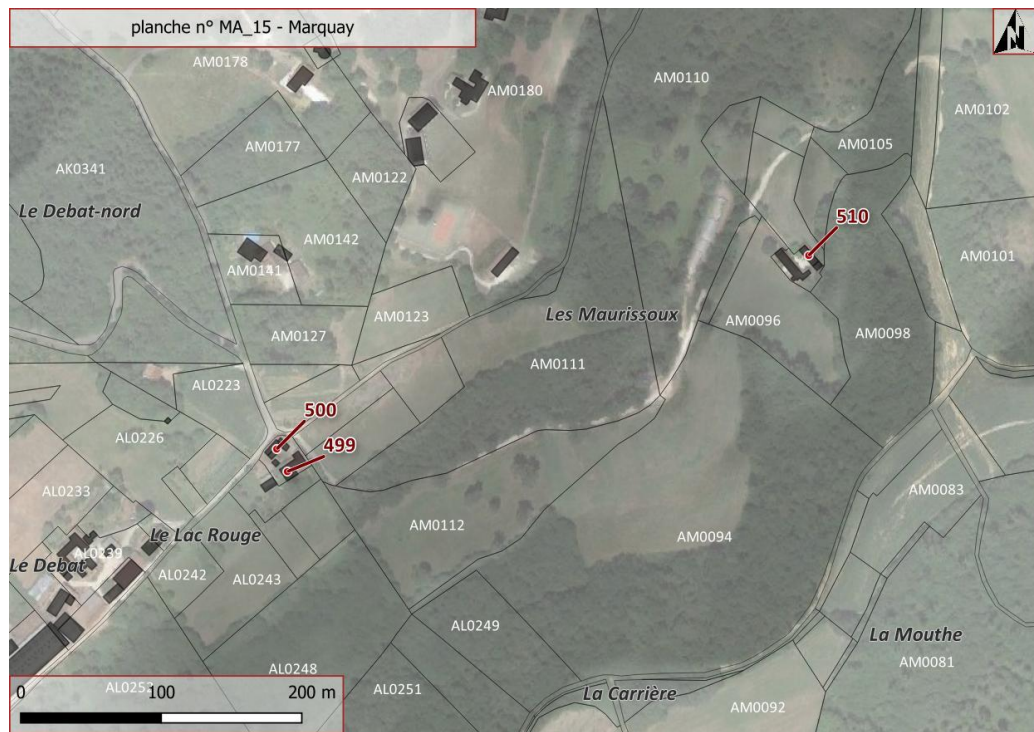 planche n° MA_15 - Marquay
N
AM0178
AM0180
AM0110
AM0102
AM0177
AM0105
AK0341
AM0122
Le Debat-nord
510
AM0142
AM0141
AM0101
AM0123
Les Maurissoux
AM0096
AM0127
AM0098
AM0111
AL0223
500
AL0226
499
AL0233
AM0083
AM0112
Le Lac Rouge
AM0094
AL0239
Le Debat
AL0242
AL0243
AL0249
La Mouthe
AM0081
AL0248
AL0251
La Carrière
AM0092
0 100 200 m